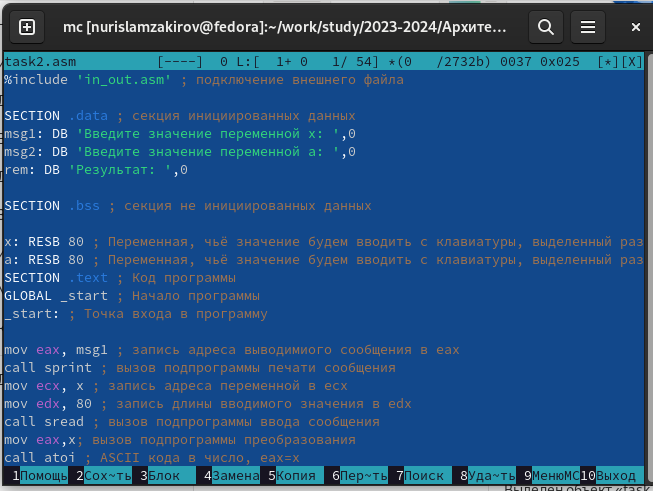 mc [nurislamzakirov@fedora]:~/work/study/2023-2024/Архите...
task2.asm [----] 0 L:[ 1+ 0 1/ 54] *(0 /2732b) 0037 0x025 [*][X]
%include 'in_out.asm' ; подключение внешнего файла
SECTION .data ; секция инициированных данных
msg1: DB 'Введите значение переменной x: ',0
msg2: DB 'Введите значение переменной a: ',0
rem: DB 'Результат: ',0
SECTION .bss ; секция не инициированных данных
x: RESB 80 ; Переменная, чьё значение будем вводить с клавиатуры, выделенный раз
a: RESB 80 ; Переменная, чьё значение будем вводить с клавиатуры, выделенный раз
SECTION .text ; Код программы
GLOBAL _start ; Начало программы
_start: ; Точка входа в программу
mov eax, msg1 ; запись адреса выводимиого сообщения в eax
call sprint ; вызов подпрограммы печати сообщения
mov ecx, x ; запись адреса переменной в ecx
mov edx, 80 ; запись длины вводимого значения в edx
call sread ; вызов подпрограммы ввода сообщения
mov eax,x; вызов подпрограммы преобразования
call atoi ; ASCII кода в число, eax=x
1Помощь 2Сох~ть 3Блок 4Замена 5Копия 6Пер~ть 7Поиск 8Уда~ть 9МенюMC 10Выход